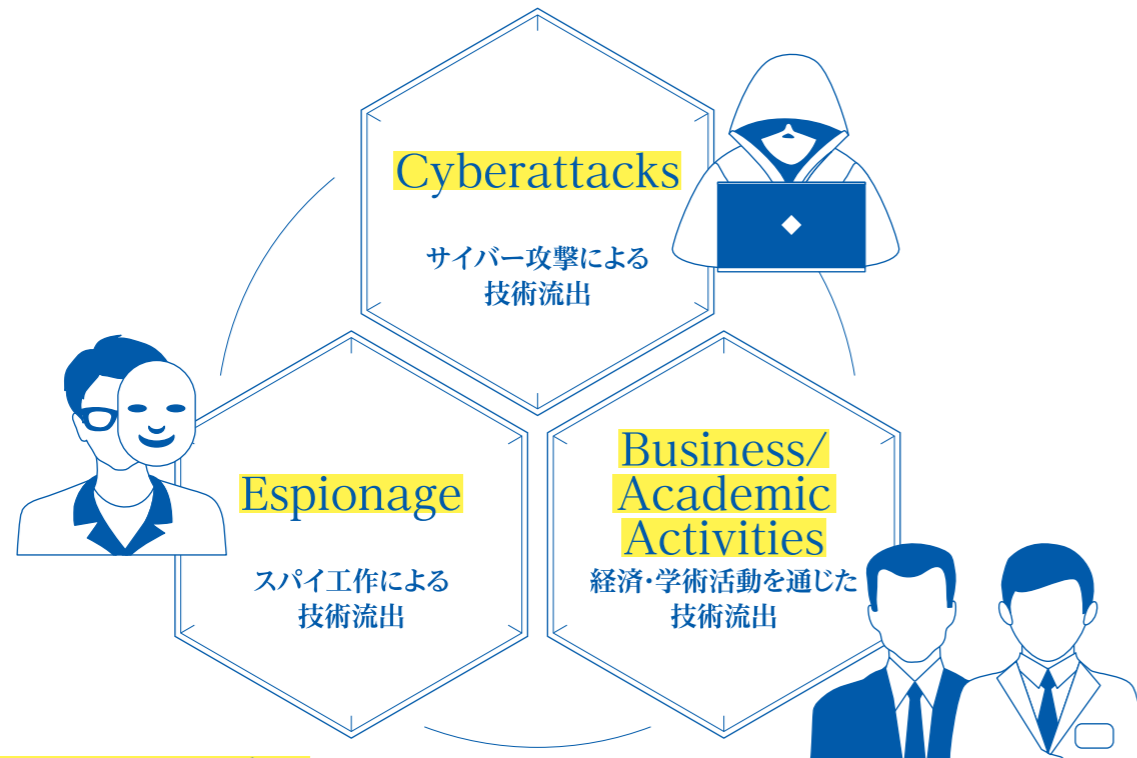 Cyberattacks
サイバー攻撃による
技術流出
Espionage
スパイ工作による
技術流出
Business/
Academic
Activities
経済・学術活動を通じた
技術流出